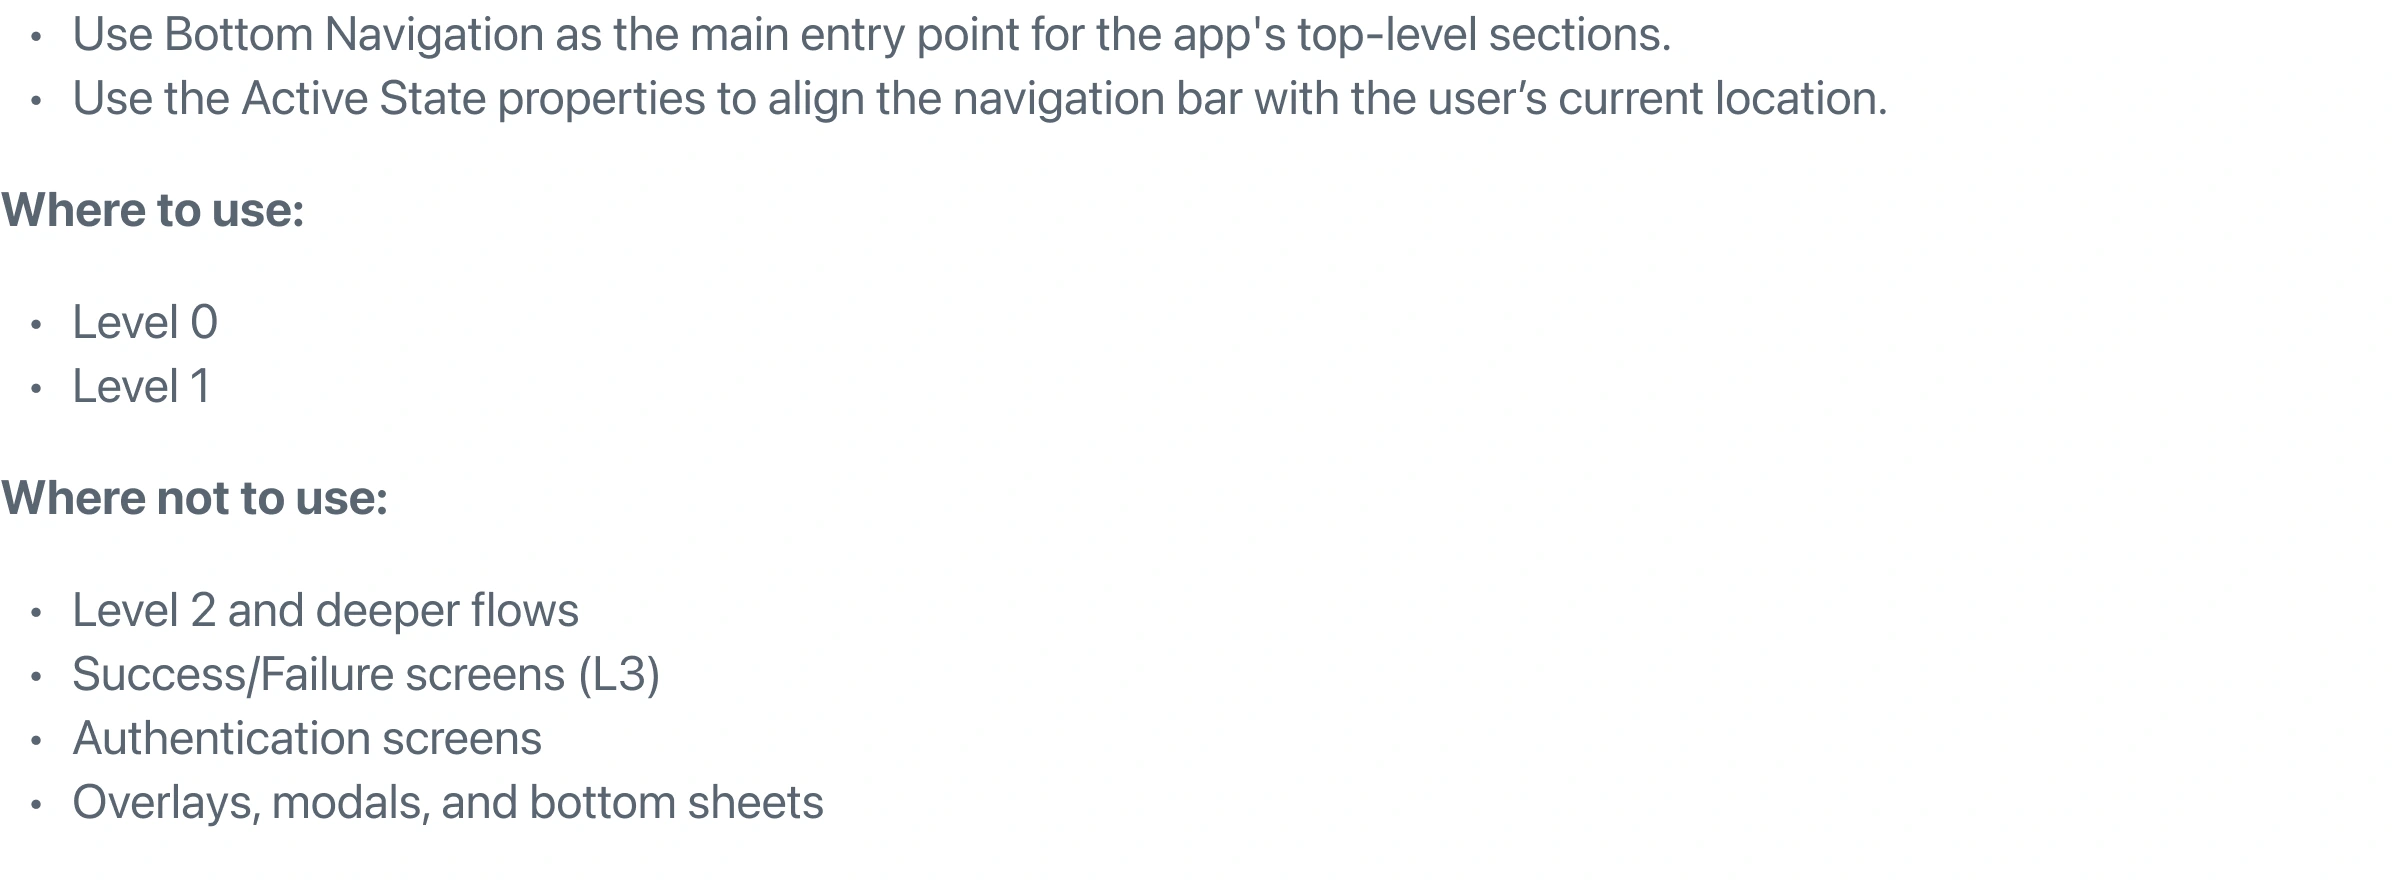 • Use Bottom Navigation as the main entry point for the app's top-level sections.
• Use the Active State properties to align the navigation bar with the user’s current location.
Where to use:
• Level 0
• Level 1
Where not to use:
• Level 2 and deeper flows
• Success/Failure screens (L3)
• Authentication screens
• Overlays, modals, and bottom sheets